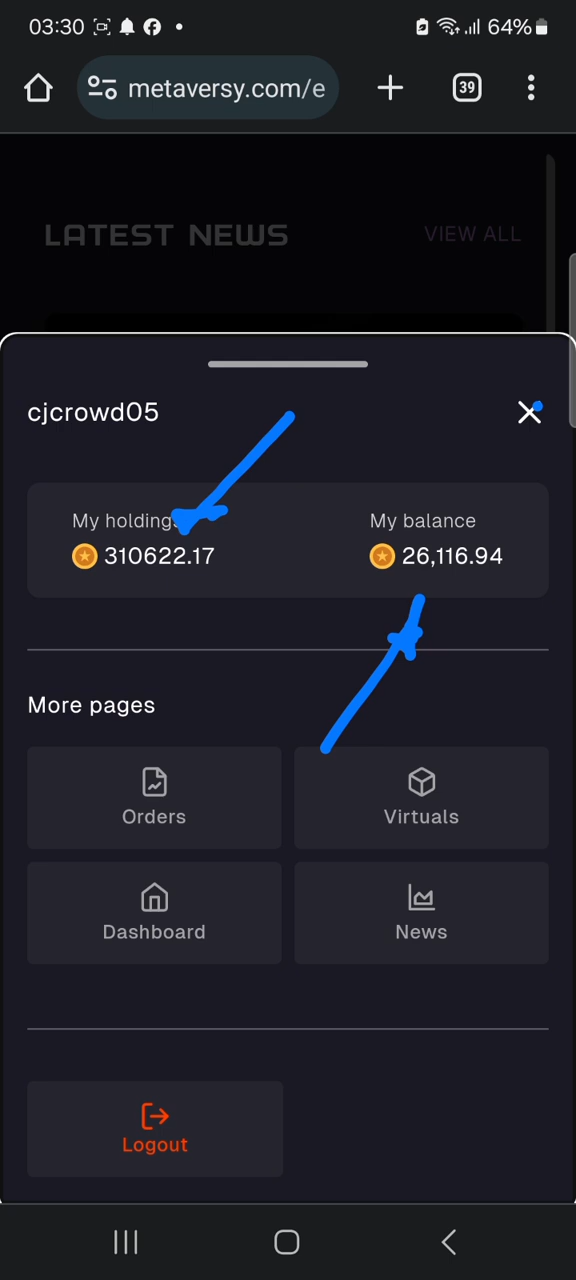 03:30 64%
metaversy.com/e 39
LATEST NEWS VIEW ALL
cjcrowd05
My holdings My balance
310622.17 26,116.94
More pages
Orders Virtuals
Dashboard News
Logout